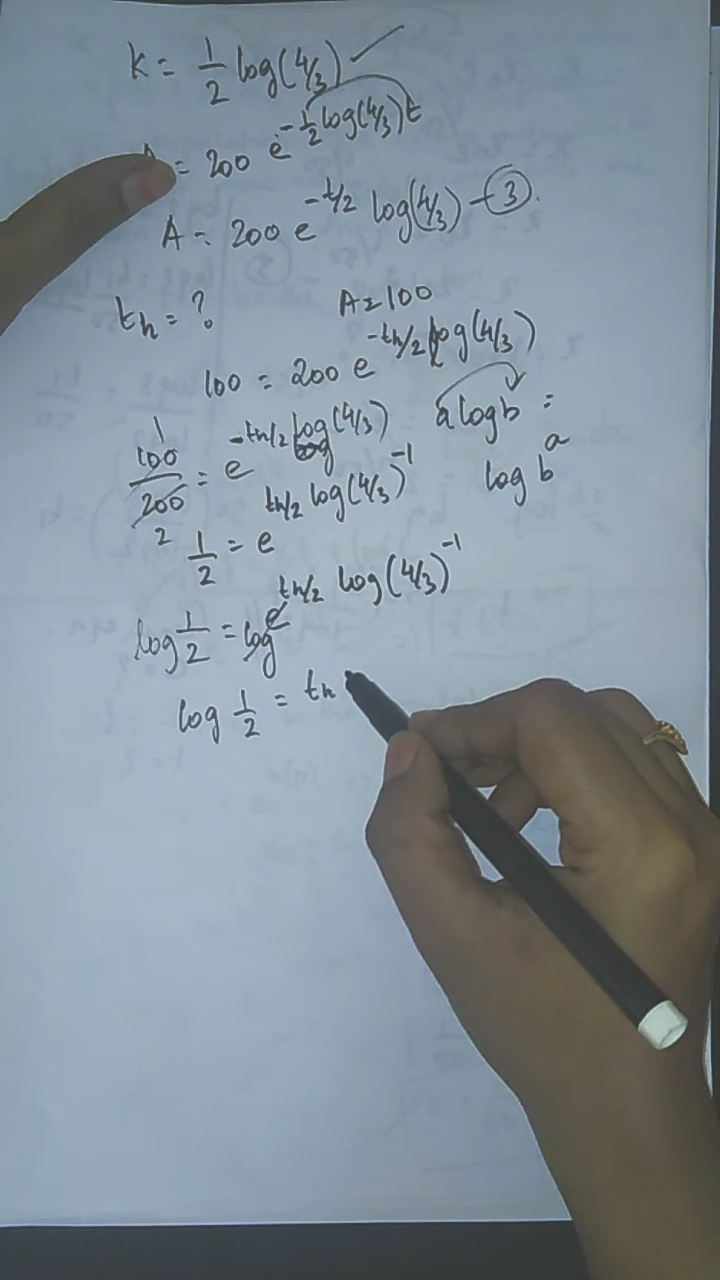 k = 1/2 log(4/3)
A = 200 e^{-1/2 log(4/3)t}
A = 200 e^{-t/2 log(4/3)} - ③.
t_h = ? A = 100
100 = 200 e^{-t_h/2 log(4/3)}
100/200 = e^{-t_h/2 log(4/3)} a log b =
1 2 log b^a
1/2 = e^{t_h/2 log(4/3)^{-1}}
log 1/2 = log e^{t_h/2 log(4/3)^{-1}}
log 1/2 = t_h